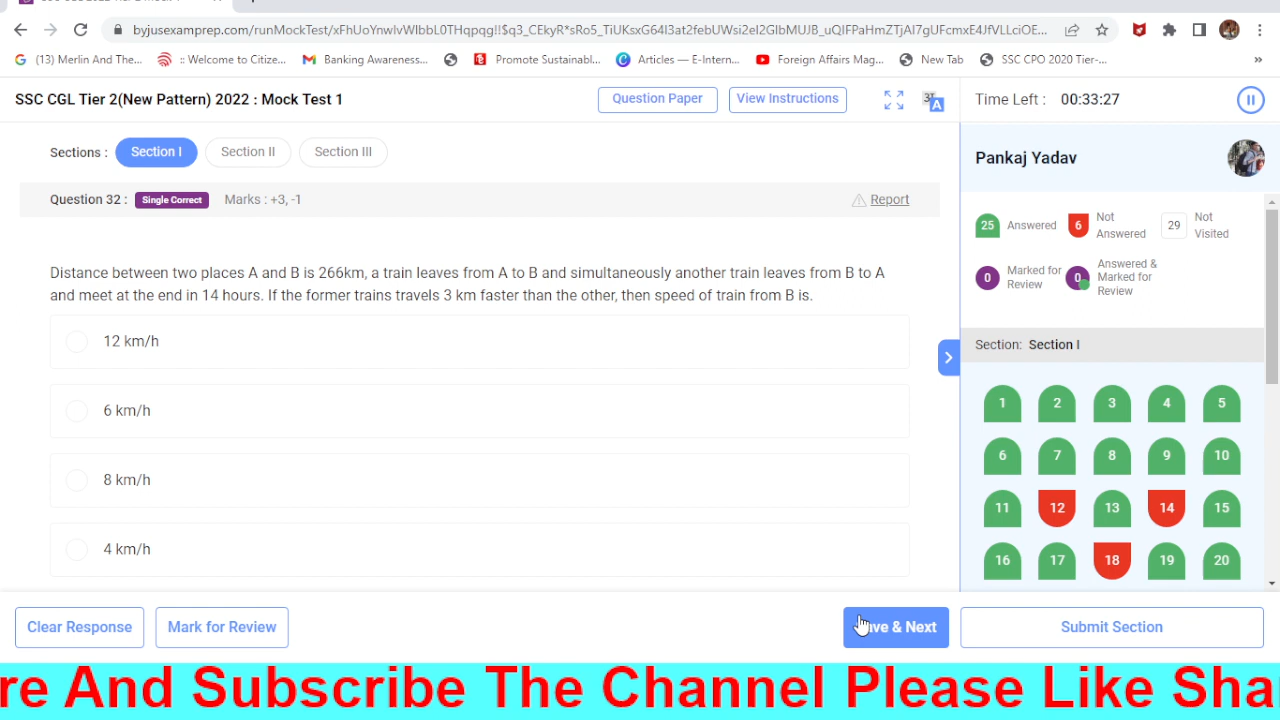 byjusexamprep.com/runMockTest/xFhUoYnwlvWlbbL0THqpqg!!$q3_CEkyR*sRo5_TiUKsxG64I3at2febUWsi2eI2GIbMUJB_uQIFPaHmZTjAI7gUFcmxE4JfVLLciOE...
(13) Merlin And The...
:: Welcome to Citize...
Banking Awareness...
Promote Sustainabl...
Articles — E-Intern...
Foreign Affairs Mag...
New Tab
SSC CPO 2020 Tier-...
»
SSC CGL Tier 2(New Pattern) 2022 : Mock Test 1
Question Paper
View Instructions
Time Left : 00:33:27
Sections : Section I Section II Section III
Pankaj Yadav
Question 32 : Single Correct Marks : +3, -1
Report
25 Answered
6 Not Answered
29 Not Visited
0 Marked for Review
0 Answered & Marked for Review
Distance between two places A and B is 266km, a train leaves from A to B and simultaneously another train leaves from B to A
and meet at the end in 14 hours. If the former trains travels 3 km faster than the other, then speed of train from B is.
12 km/h
6 km/h
8 km/h
4 km/h
Section: Section I
1 2 3 4 5
6 7 8 9 10
11 12 13 14 15
16 17 18 19 20
Clear Response
Mark for Review
& Next
Submit Section
re And Subscribe The Channel Please Like Sha